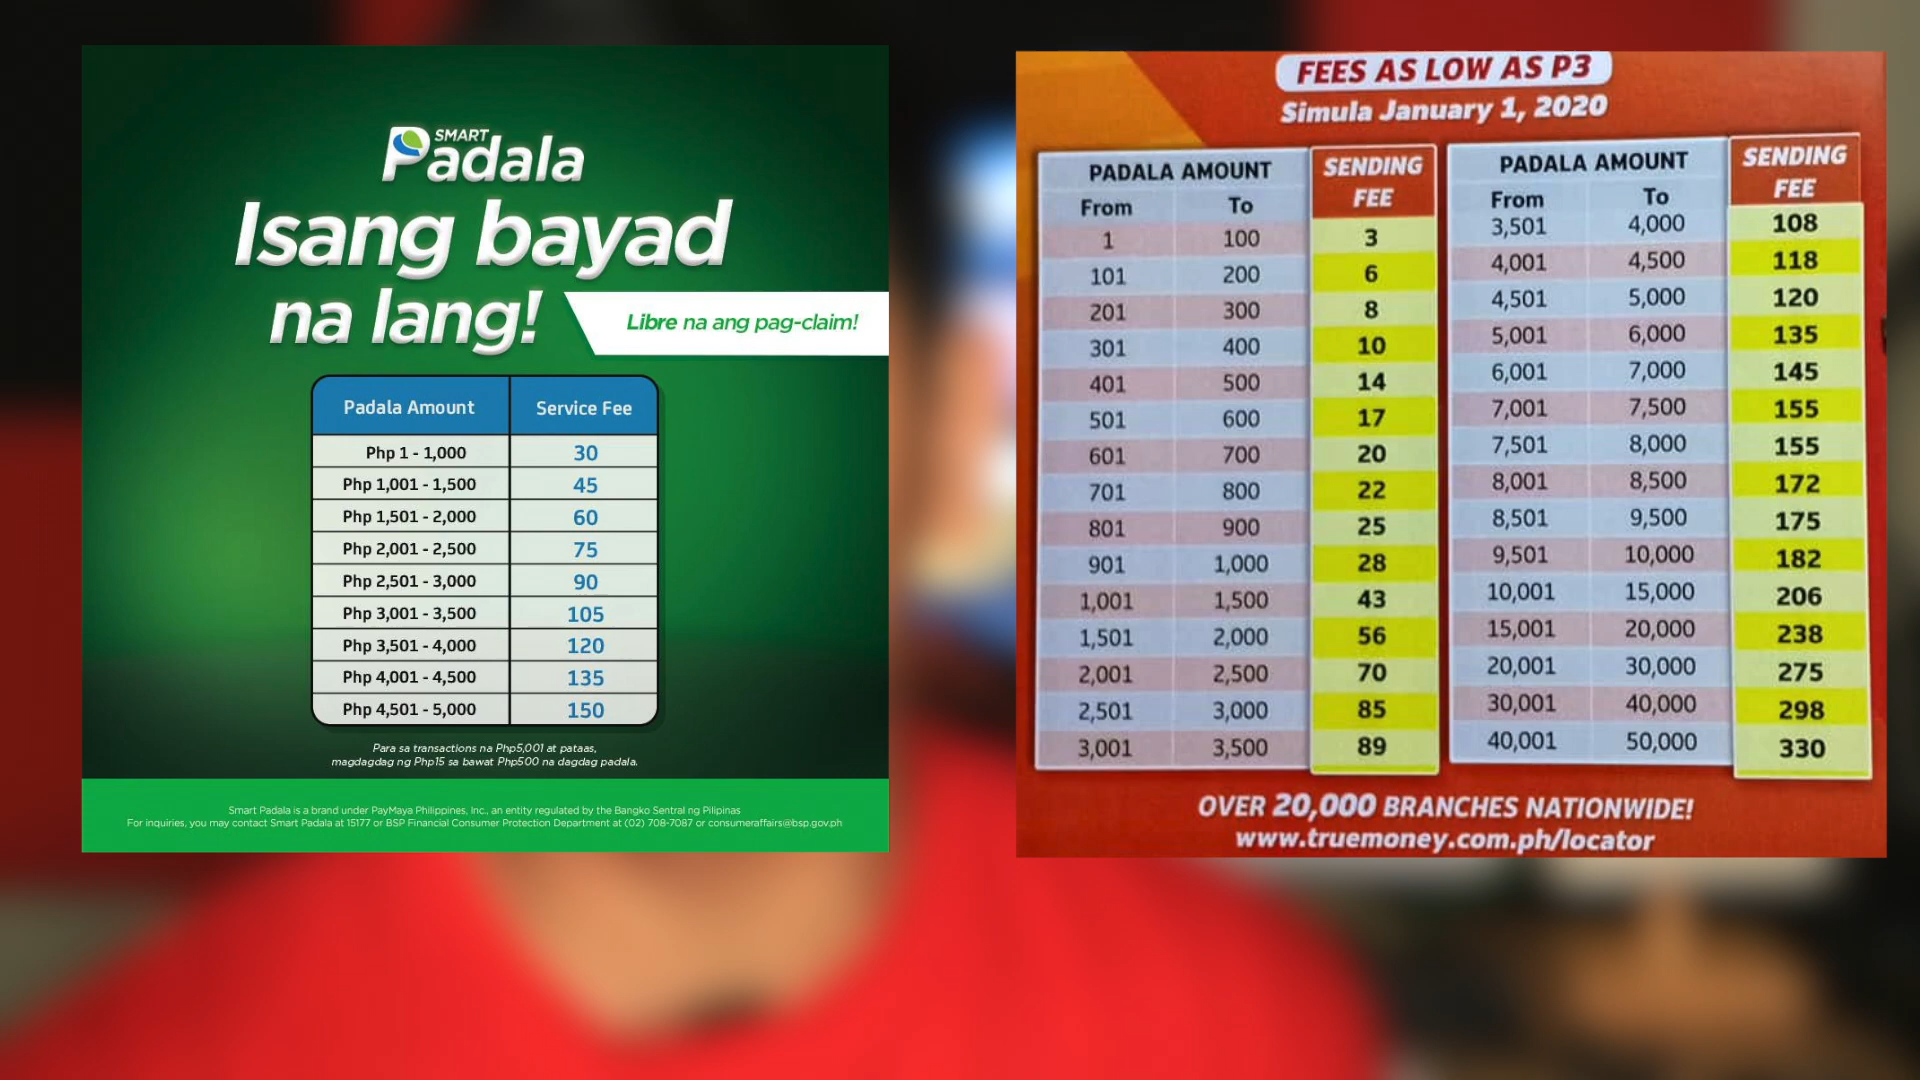 SMART
Padala
Isang bayad
na lang!
Libre na ang pag-claim!
Padala Amount Service Fee
Php 1 - 1,000 30
Php 1,001 - 1,500 45
Php 1,501 - 2,000 60
Php 2,001 - 2,500 75
Php 2,501 - 3,000 90
Php 3,001 - 3,500 105
Php 3,501 - 4,000 120
Php 4,001 - 4,500 135
Php 4,501 - 5,000 150
Para sa transactions na Php5,001 at pataas,
magdagdag ng Php15 sa bawat Php500 na dagdag padala.
Smart Padala is a brand under PayMaya Philippines, Inc., an entity regulated by the Bangko Sentral ng Pilipinas
For inquiries, you may contact Smart Padala at 15177 or BSP Financial Consumer Protection Department at (02) 708-7087 or consumeraffairs@bsp.gov.ph
FEES AS LOW AS P3
Simula January 1, 2020
PADALA AMOUNT SENDING FEE
From To
1 100 3
101 200 6
201 300 8
301 400 10
401 500 14
501 600 17
601 700 20
701 800 22
801 900 25
901 1,000 28
1,001 1,500 43
1,501 2,000 56
2,001 2,500 70
2,501 3,000 85
3,001 3,500 89
PADALA AMOUNT SENDING FEE
From To
3,501 4,000 108
4,001 4,500 118
4,501 5,000 120
5,001 6,000 135
6,001 7,000 145
7,001 7,500 155
7,501 8,000 155
8,001 8,500 172
8,501 9,500 175
9,501 10,000 182
10,001 15,000 206
15,001 20,000 238
20,001 30,000 275
30,001 40,000 298
40,001 50,000 330
OVER 20,000 BRANCHES NATIONWIDE!
www.truemoney.com.ph/locator